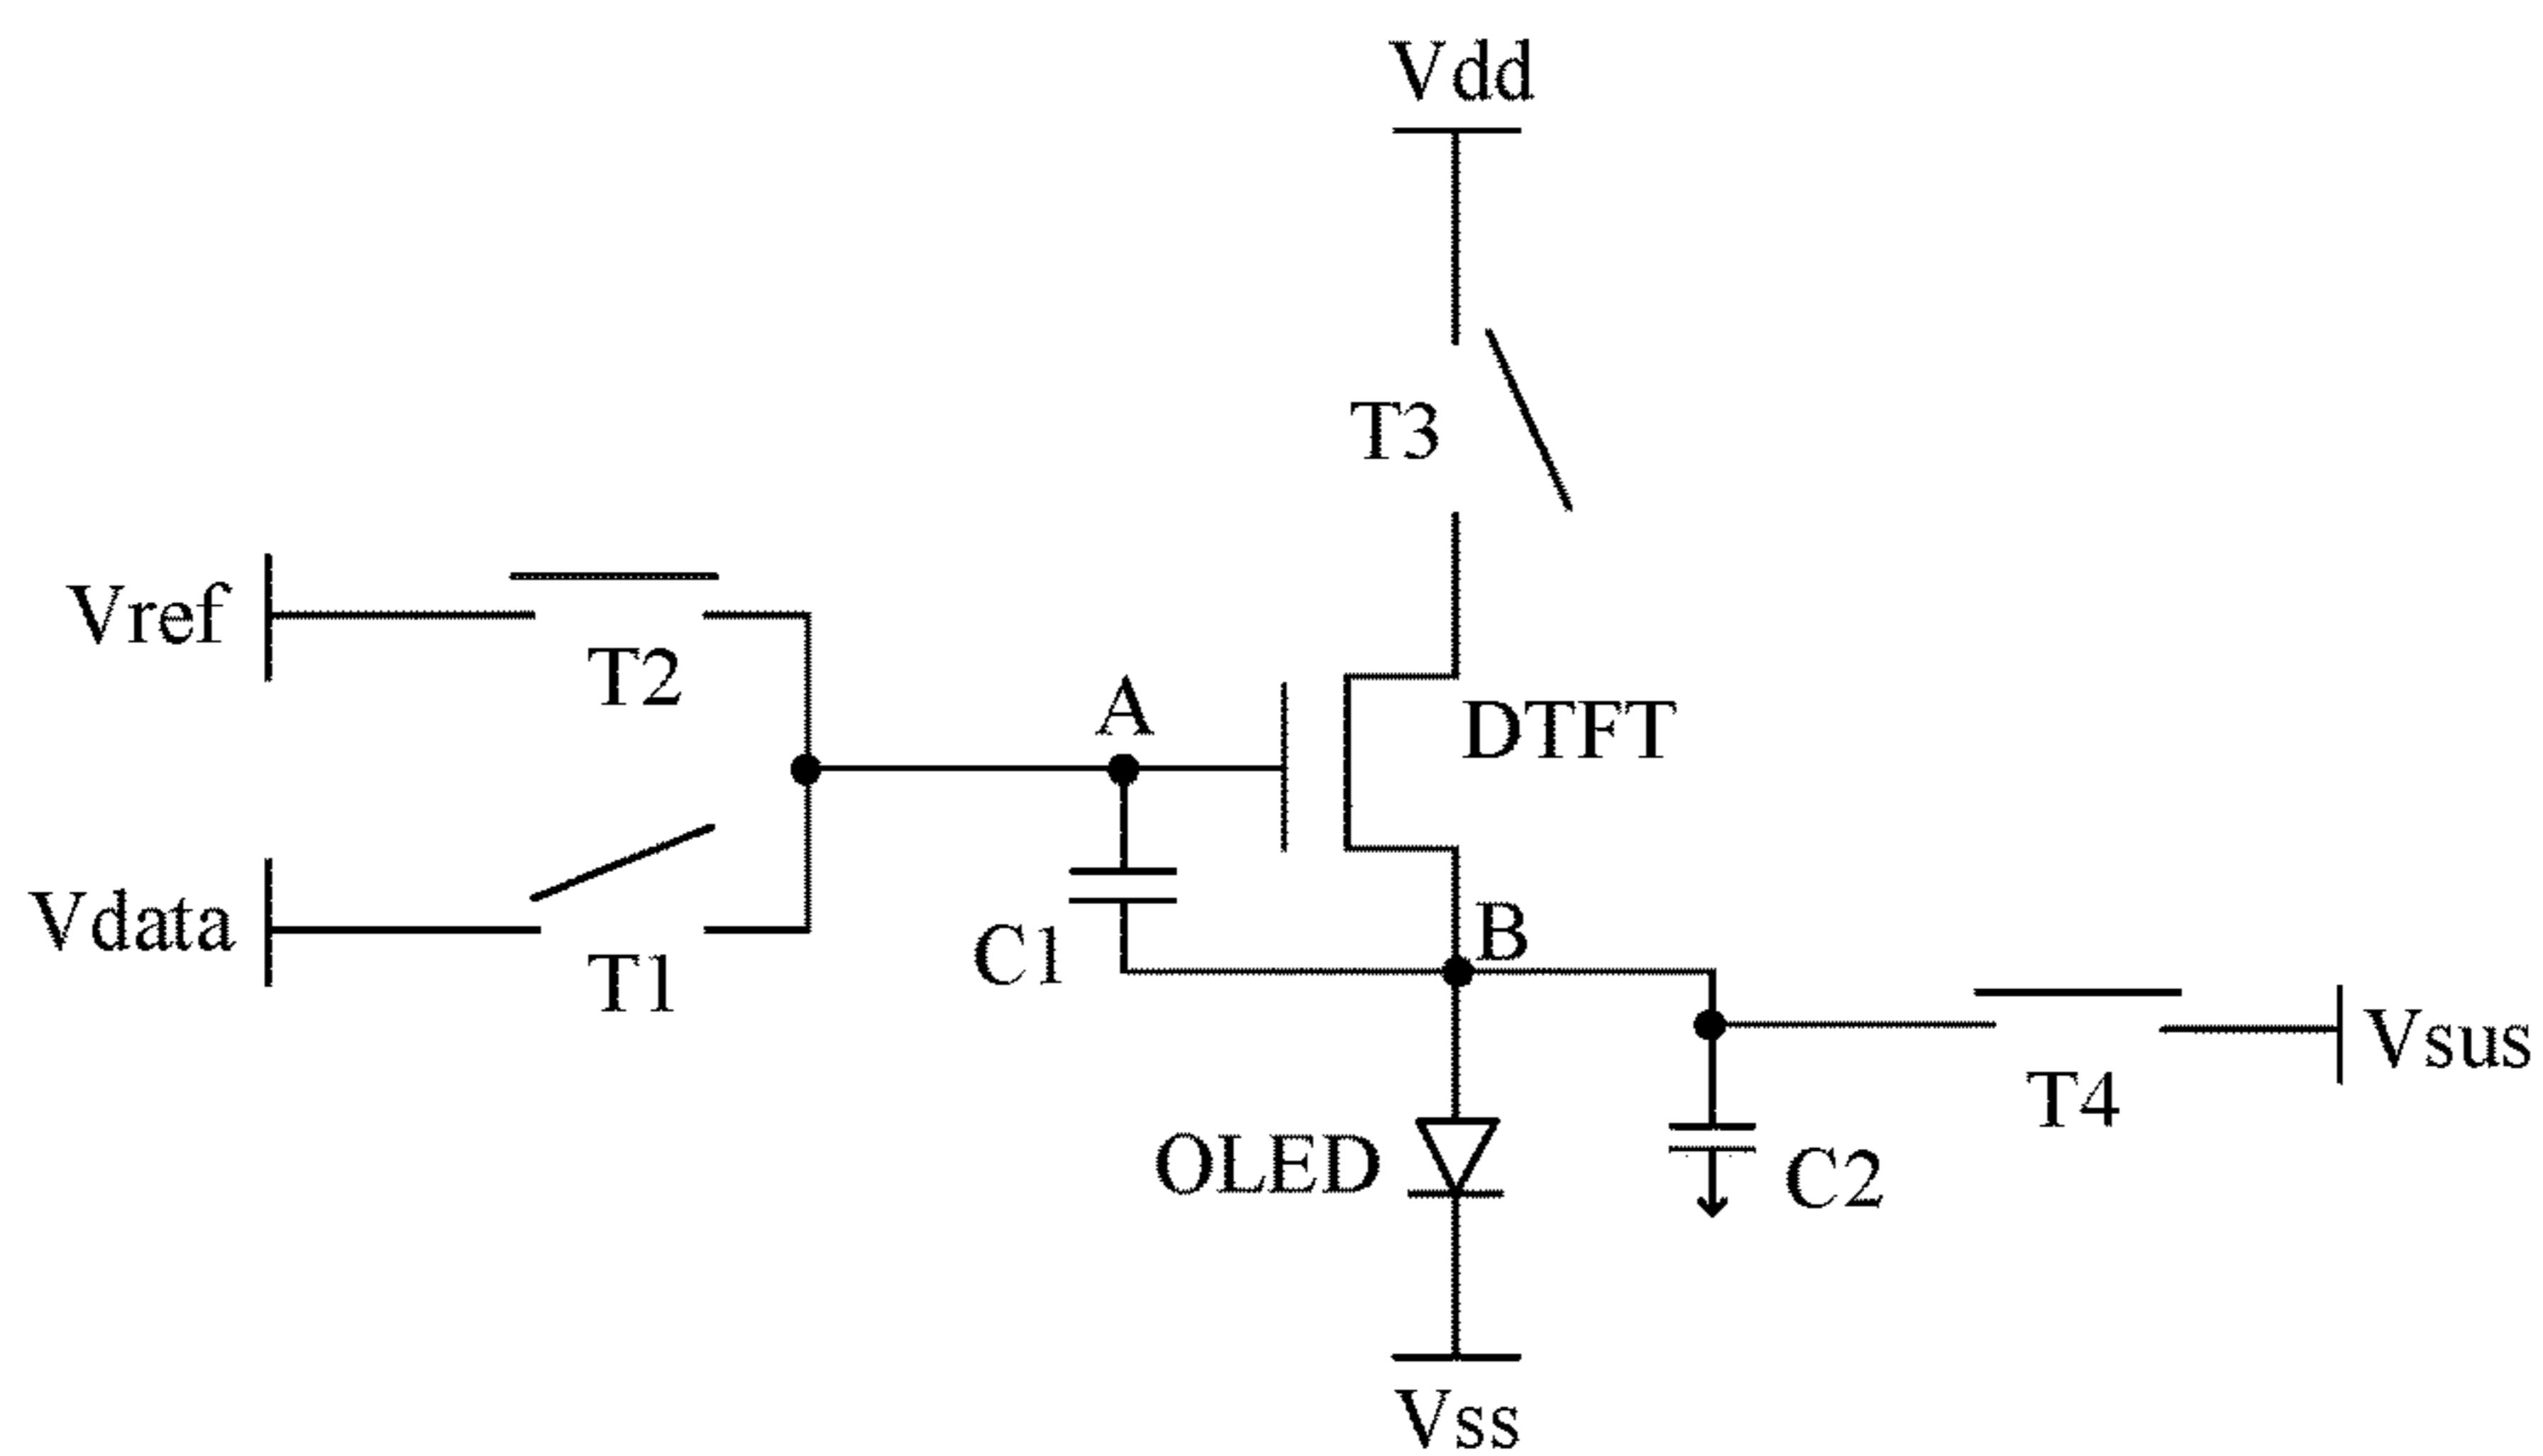 Vdd
T3
Vref
T2
A
DTFT
Vdata
T1
C1
B
Vsus
T4
OLED
C2
Vss